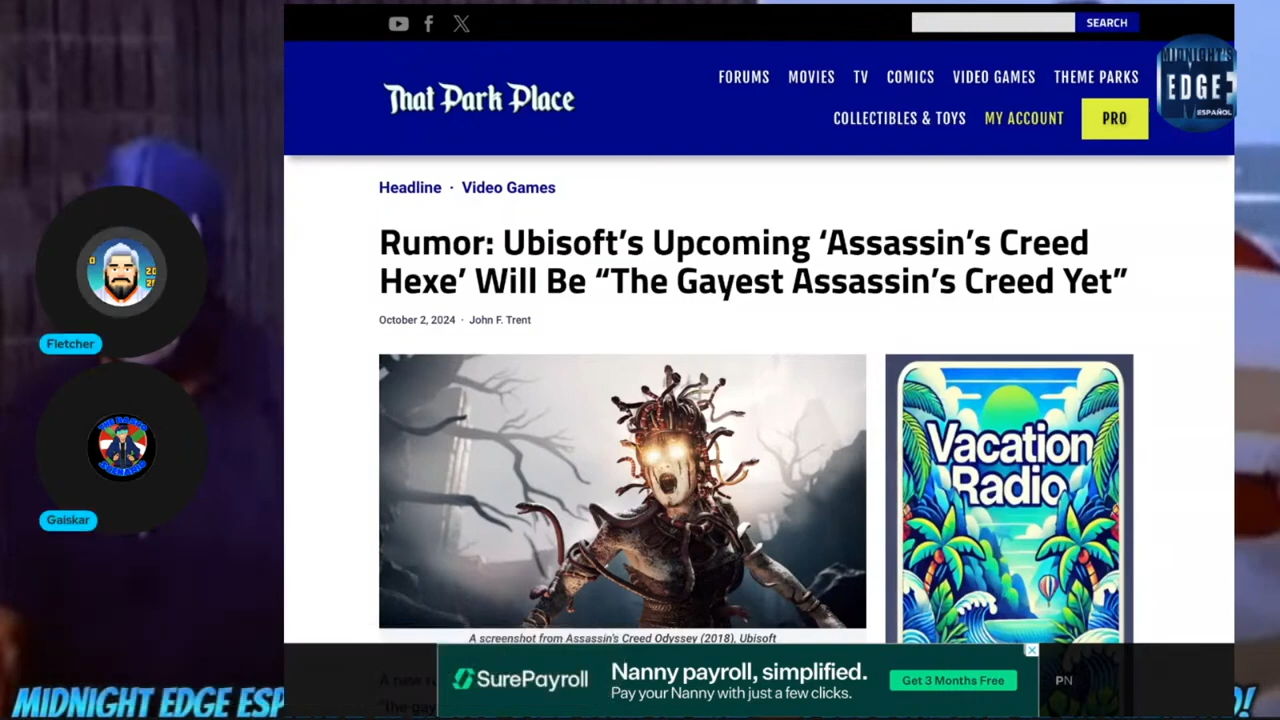 SEARCH
That Park Place
FORUMS MOVIES TV COMICS VIDEO GAMES THEME PARKS
COLLECTIBLES & TOYS MY ACCOUNT PRO
MIDNIGHT'S
EDGE
ESPAÑOL
Headline · Video Games
Rumor: Ubisoft's Upcoming 'Assassin's Creed
Hexe' Will Be “The Gayest Assassin's Creed Yet”
October 2, 2024 · John F. Trent
Fletcher
Gaiskar
Vacation
Radio
A screenshot from Assassin's Creed Odyssey (2018), Ubisoft
SurePayroll
Nanny payroll, simplified.
Pay your Nanny with just a few clicks.
Get 3 Months Free
PN
MIDNIGHT EDGE ESP